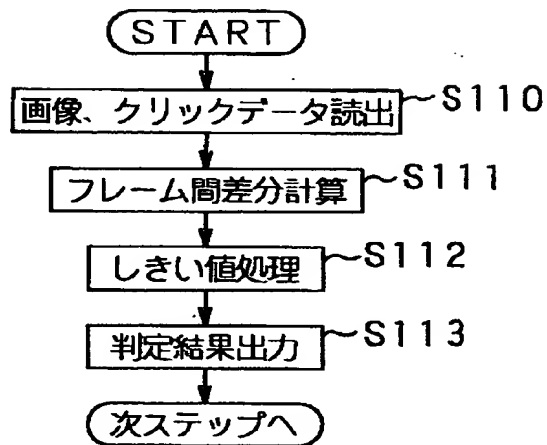 START
画像、クリックデータ読出 S110
フレーム間差分計算 S111
しきい値処理 S112
判定結果出力 S113
次ステップへ